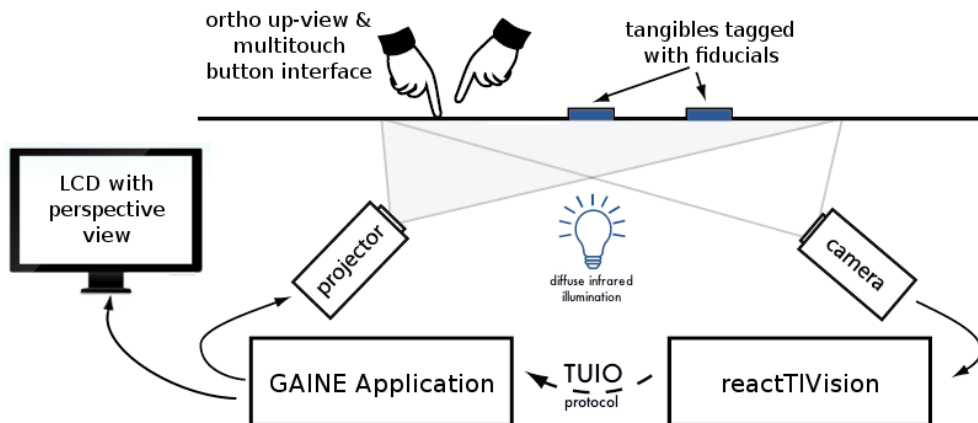 ortho up-view &
multitouch
button interface
tangibles tagged
with fiducials
LCD with
perspective
view
projector
diffuse infrared
illumination
camera
GAINE Application
TUIO
protocol
reactTIVision